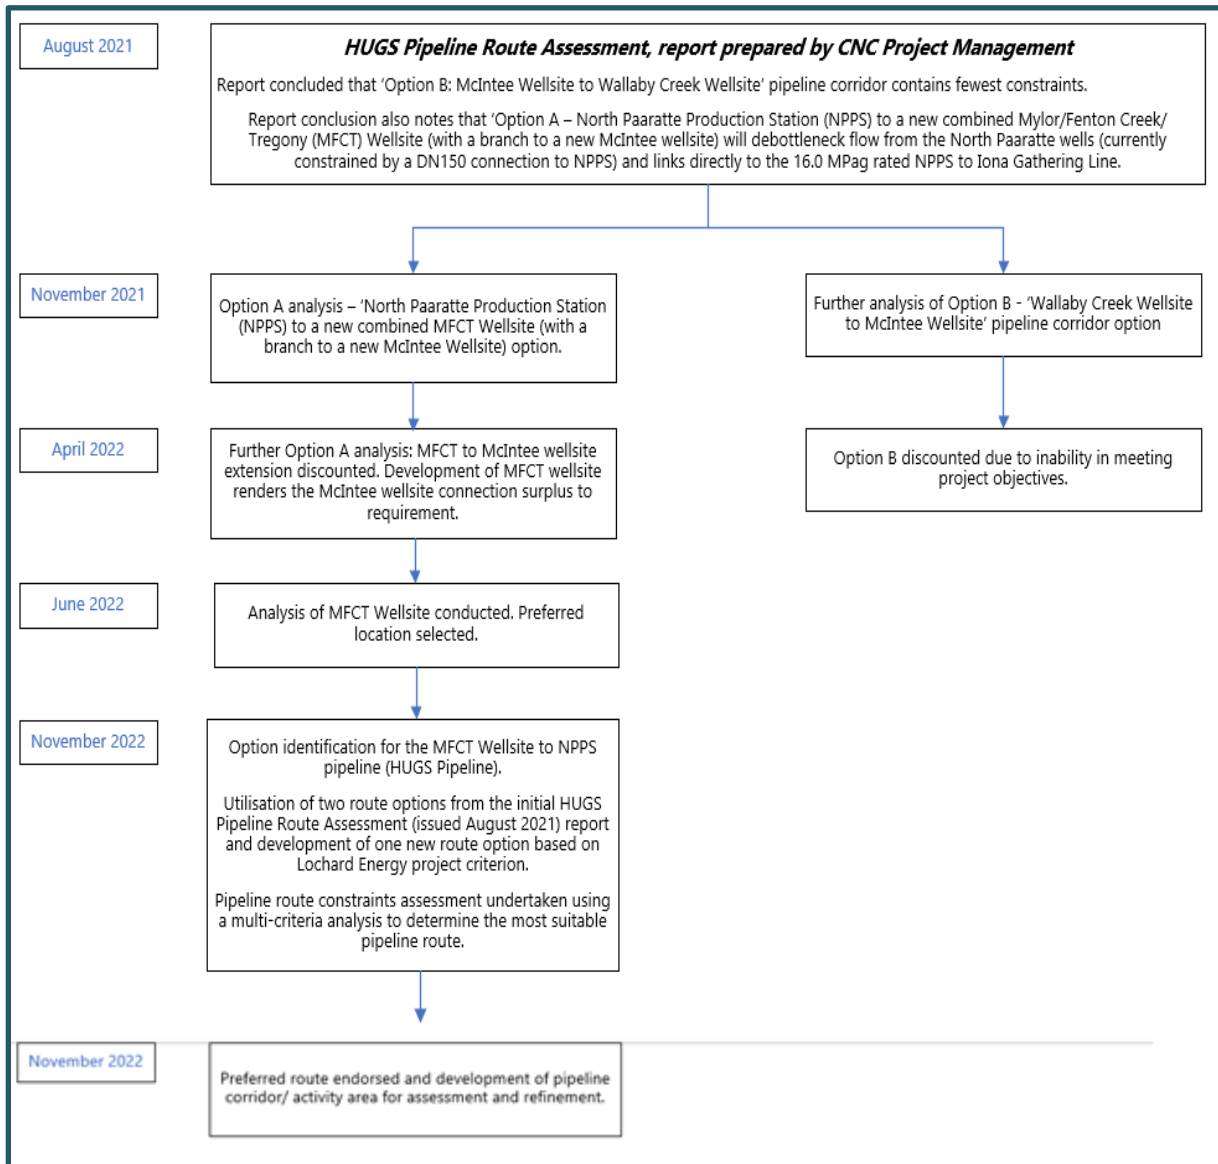 August 2021
HUGS Pipeline Route Assessment, report prepared by CNC Project Management
Report concluded that ‘Option B: McIntee Wellsite to Wallaby Creek Wellsite’ pipeline corridor contains fewest constraints.
Report conclusion also notes that ‘Option A – North Paaratte Production Station (NPPS) to a new combined Mylor/Fenton Creek/
Tregony (MFCT) Wellsite (with a branch to a new McIntee wellsite) will debottleneck flow from the North Paaratte wells (currently
constrained by a DN150 connection to NPPS) and links directly to the 16.0 MPag rated NPPS to Iona Gathering Line.
November 2021
Option A analysis – ‘North Paaratte Production Station
(NPPS) to a new combined MFCT Wellsite (with a
branch to a new McIntee Wellsite) option.
Further analysis of Option B - ‘Wallaby Creek Wellsite
to McIntee Wellsite’ pipeline corridor option
April 2022
Further Option A analysis: MFCT to McIntee wellsite
extension discounted. Development of MFCT wellsite
renders the McIntee wellsite connection surplus to
requirement.
Option B discounted due to inability in meeting
project objectives.
June 2022
Analysis of MFCT Wellsite conducted. Preferred
location selected.
November 2022
Option identification for the MFCT Wellsite to NPPS
pipeline (HUGS Pipeline).
Utilisation of two route options from the initial HUGS
Pipeline Route Assessment (issued August 2021) report
and development of one new route option based on
Lochard Energy project criterion.
Pipeline route constraints assessment undertaken using
a multi-criteria analysis to determine the most suitable
pipeline route.
November 2022
Preferred route endorsed and development of pipeline
corridor/ activity area for assessment and refinement.